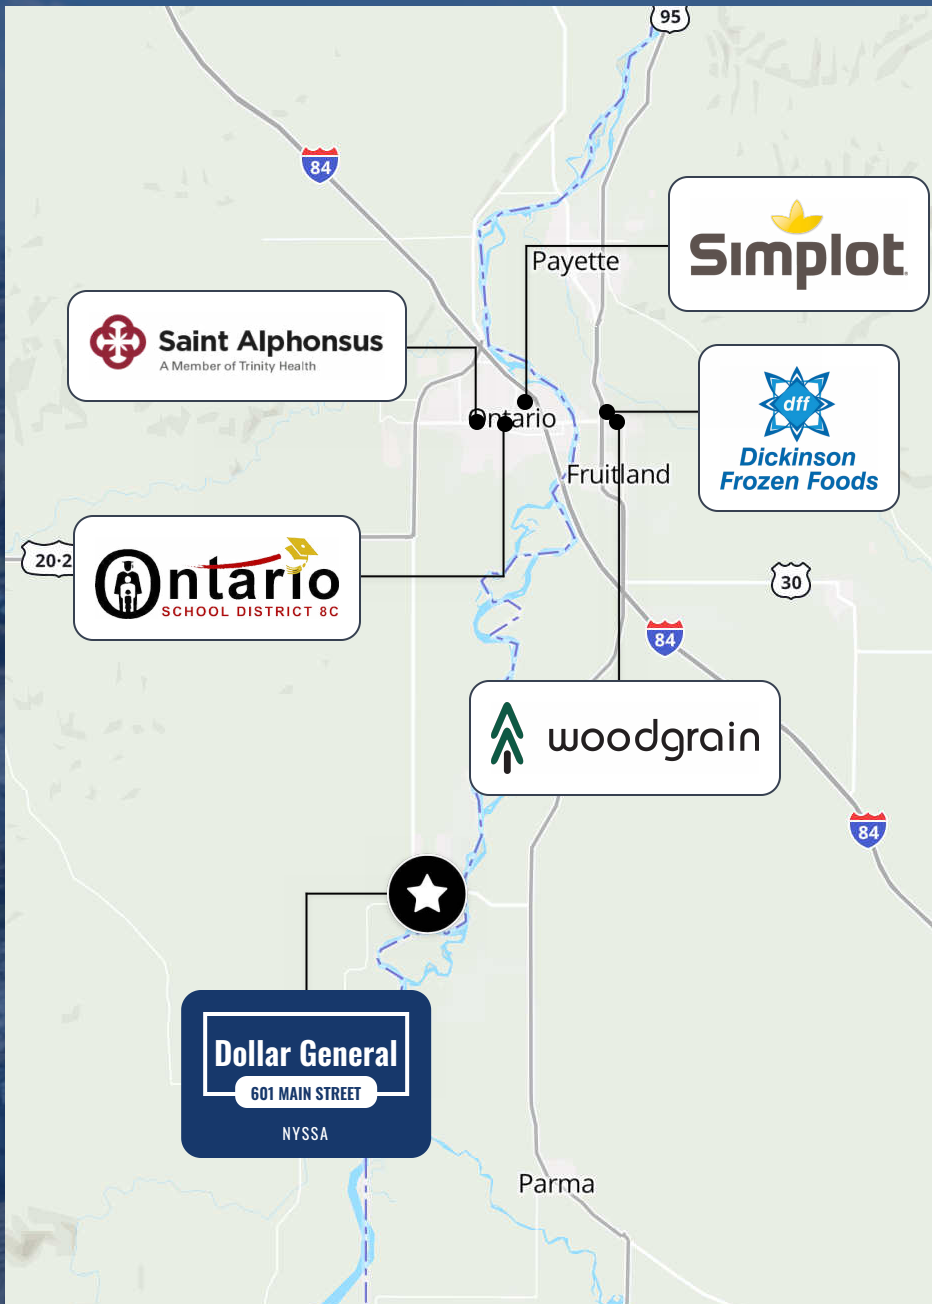 95
84
Simplot
Payette
Saint Alphonsus
A Member of Trinity Health
dff
Dickinson
Frozen Foods
Ontario
Fruitland
20·2
Ontario
SCHOOL DISTRICT 8C
30
84
woodgrain
84
Dollar General
601 MAIN STREET
NYSSA
Parma